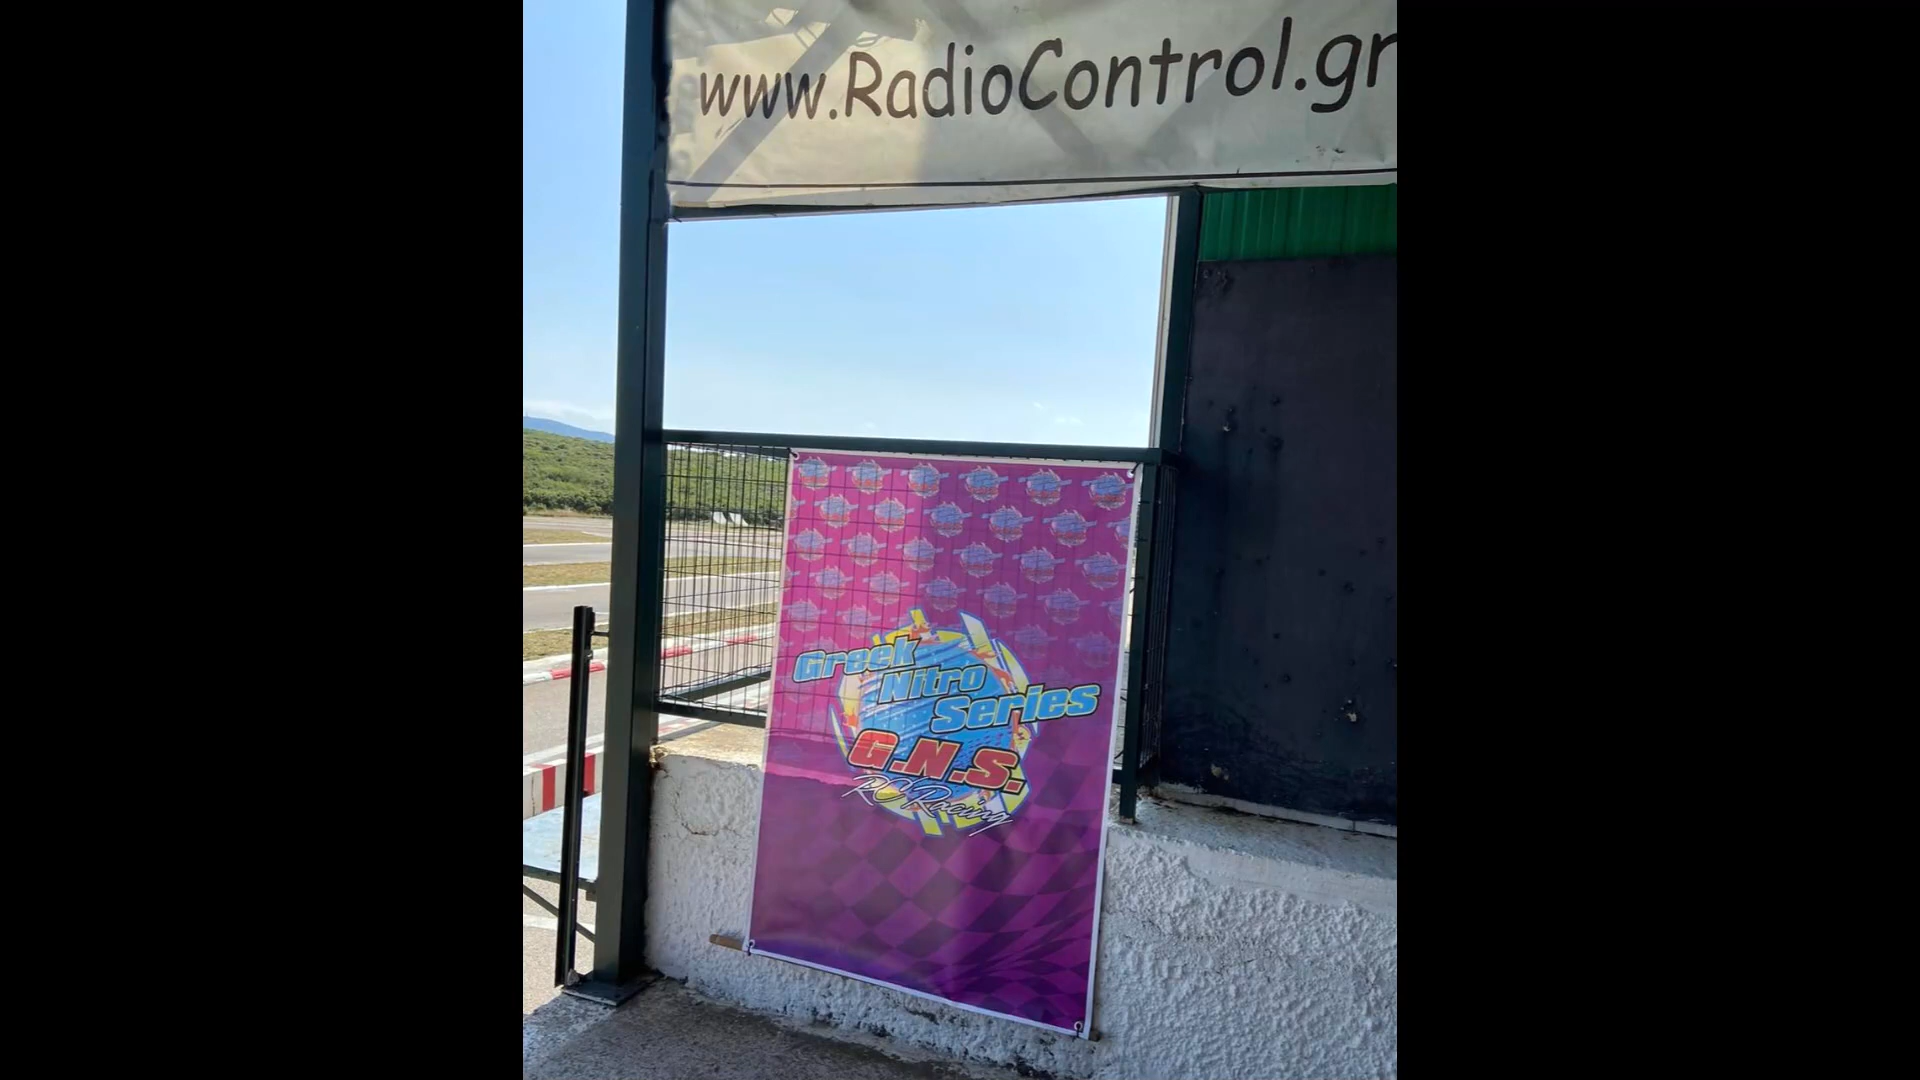 www.RadioControl.gr
Greek
Nitro
Series
G.N.S.
RC Racing